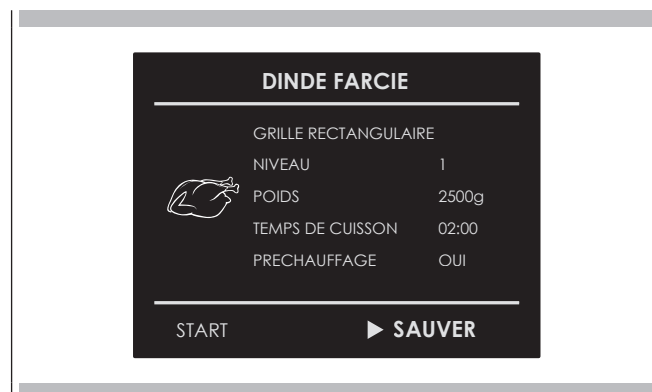 DINDE FARCIE
GRILLE RECTANGULAIRE
NIVEAU 1
POIDS 2500g
TEMPS DE CUISSON 02:00
PRECHAUFFAGE OUI
START ▶ SAUVER